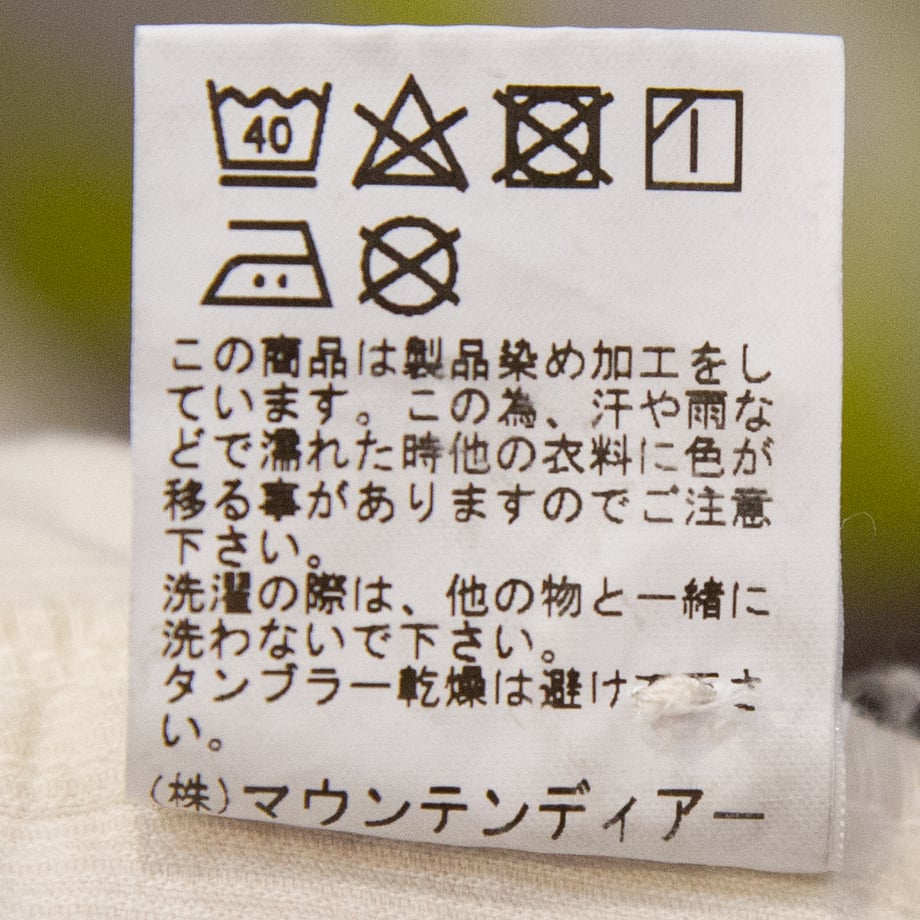 40
この商品は製品染め加工をし
ています。この為、汗や雨な
どで濡れた時他の衣料に色が
移る事がありますのでご注意
下さい。
洗濯の際は、他の物と一緒に
洗わないで下さい。
タンブラー乾燥は避けて下さ
い。
(株)マウンテンディアー